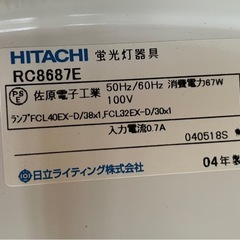 HITACHI 蛍光灯器具
RC8687E
PSE 佐原電子工業 50Hz/60Hz 消費電力67W
100V
ランプFCL40EX-D/38x1,FCL32EX-D/30x1
入力電流0.7A
040518S
日立ライティング株式会社 04年製